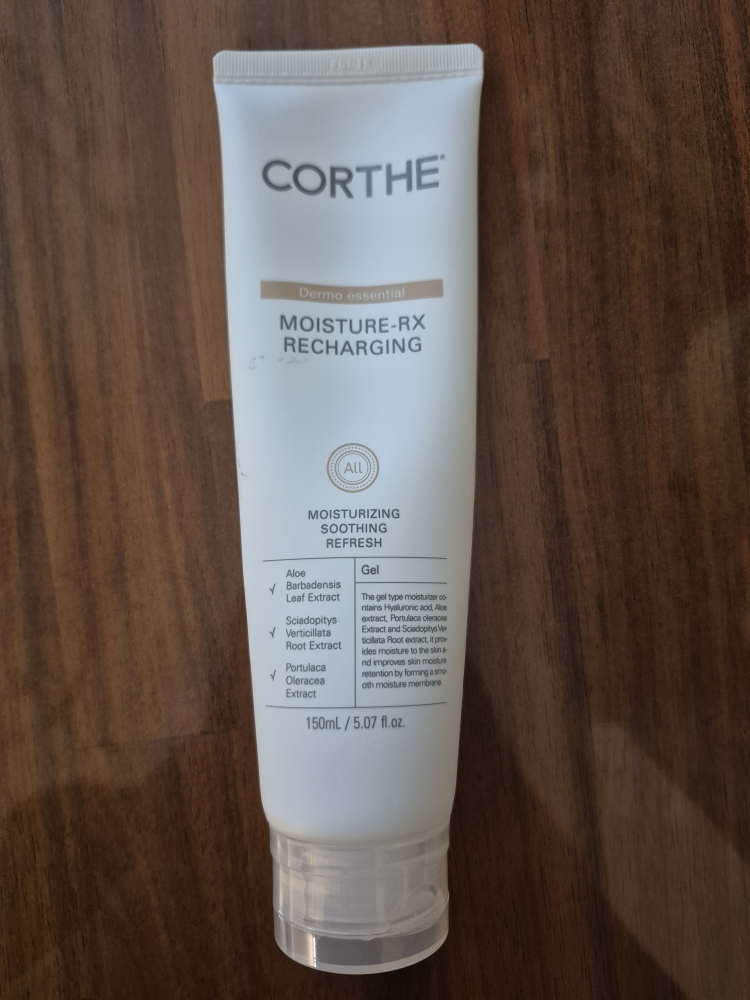 CORTHE
Dermo essential
MOISTURE-RX
RECHARGING
All
MOISTURIZING
SOOTHING
REFRESH
√ Aloe
Barbadensis
Leaf Extract
√ Sciadopitys
Verticillata
Root Extract
√ Portulaca
Oleracea
Extract
Gel
The gel type moisturizer co-
ntains Hyaluronic acid, Aloe
extract, Portulaca oleracea
Extract and Sciadopitys Ver-
ticillata Root extract, it prov-
ides moisture to the skin a-
nd improves skin moisture
retention by forming a smo-
oth moisture membrane.
150mL / 5.07 fl.oz.